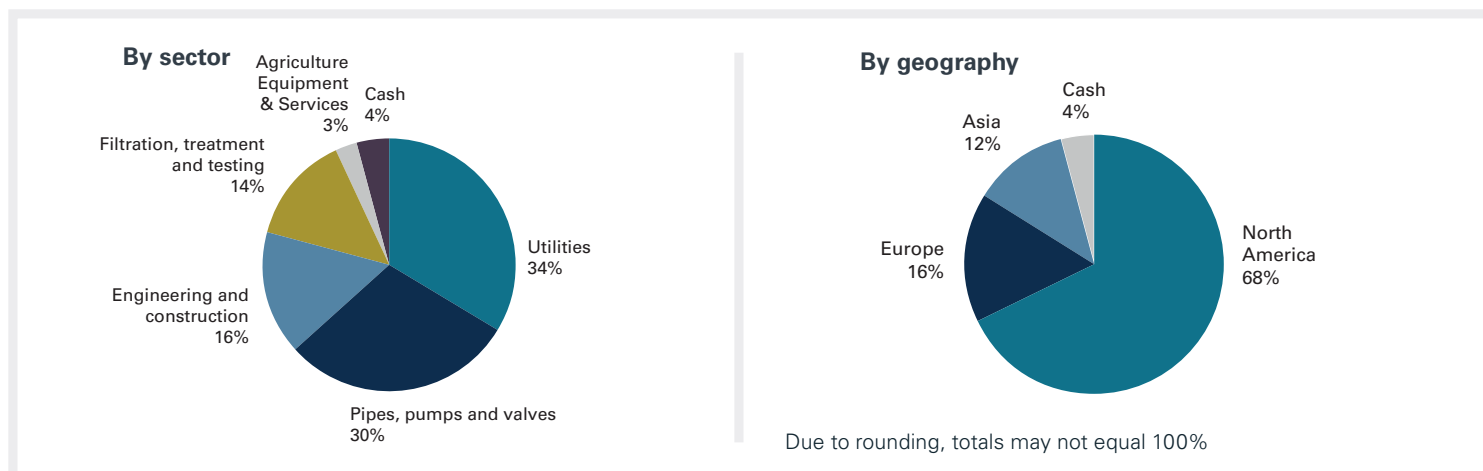 By sector
Agriculture
Equipment
& Services
3%
Cash
4%
Filtration, treatment
and testing
14%
Utilities
34%
Engineering and
construction
16%
Pipes, pumps and valves
30%
By geography
Cash
4%
Asia
12%
North
America
68%
Europe
16%
Due to rounding, totals may not equal 100%